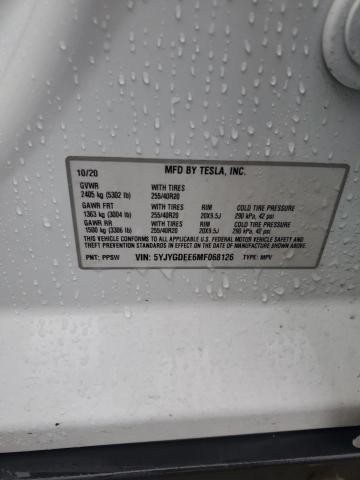 10/20 MFD BY TESLA, INC.
GVWR WITH TIRES
2405 kg (5302 lb) 255/40R20
GAWR FRT WITH TIRES RIM COLD TIRE PRESSURE
1363 kg (3004 lb) 255/40R20 20X9.5J 290 kPa, 42 psi
GAWR RR WITH TIRES RIM COLD TIRE PRESSURE
1500 kg (3306 lb) 255/40R20 20X9.5J 290 kPa, 42 psi
THIS VEHICLE CONFORMS TO ALL APPLICABLE U.S. FEDERAL MOTOR VEHICLE SAFETY AND
THEFT PREVENTION STANDARDS IN EFFECT ON THE DATE OF MANUFACTURE SHOWN ABOVE.
PNT: PPSW VIN: 5YJYGDEE6MF068126 TYPE: MPV